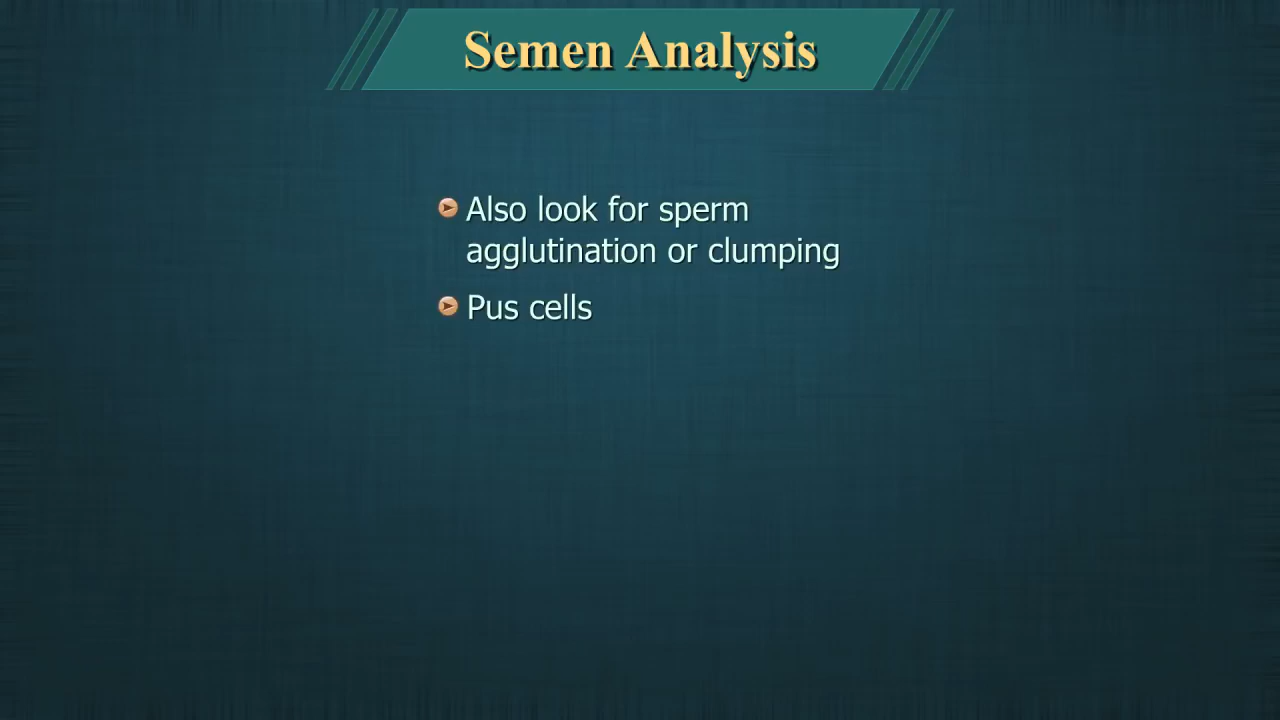 Semen Analysis
Also look for sperm
agglutination or clumping
Pus cells